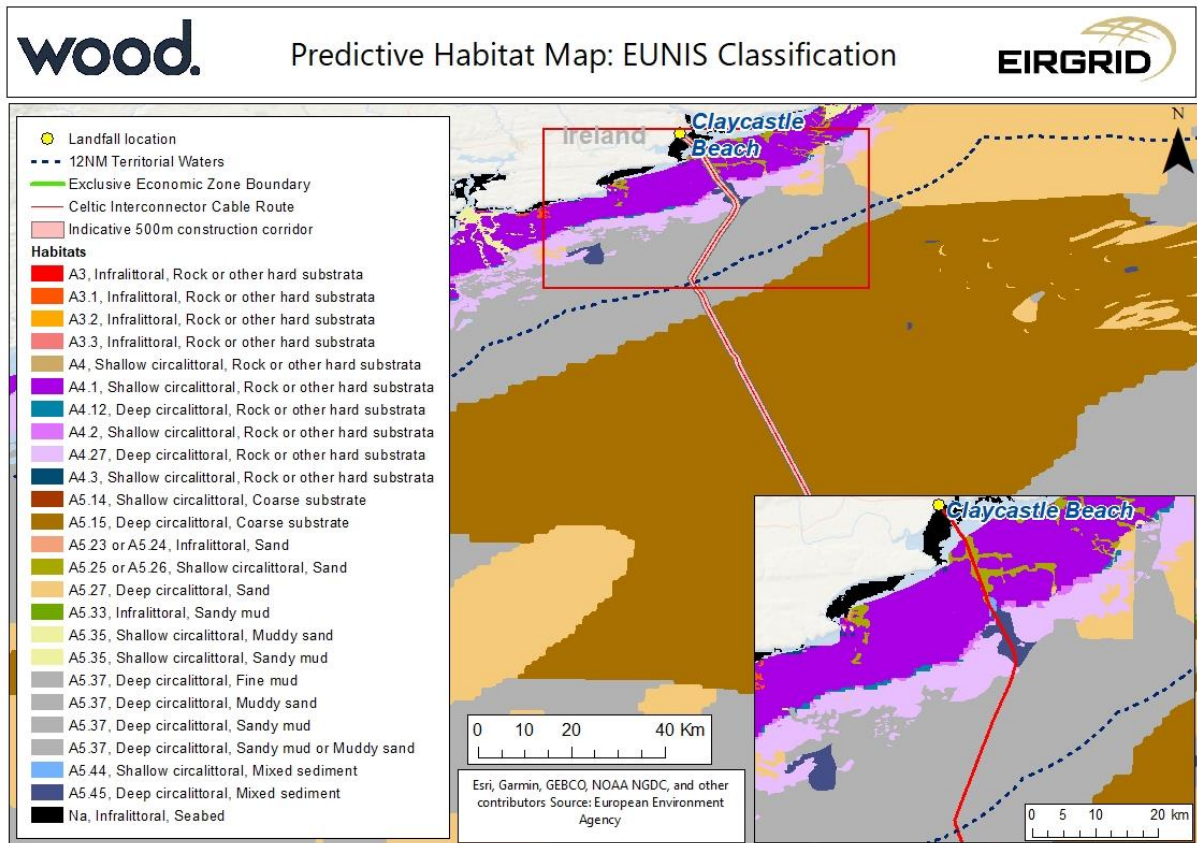 wood.
Predictive Habitat Map: EUNIS Classification
EIRGRID
Landfall location
12NM Territorial Waters
Exclusive Economic Zone Boundary
Celtic Interconnector Cable Route
Indicative 500m construction corridor
Habitats
A3, Infralittoral, Rock or other hard substrata
A3.1, Infralittoral, Rock or other hard substrata
A3.2, Infralittoral, Rock or other hard substrata
A3.3, Infralittoral, Rock or other hard substrata
A4, Shallow circalittoral, Rock or other hard substrata
A4.1, Shallow circalittoral, Rock or other hard substrata
A4.12, Deep circalittoral, Rock or other hard substrata
A4.2, Shallow circalittoral, Rock or other hard substrata
A4.27, Deep circalittoral, Rock or other hard substrata
A4.3, Shallow circalittoral, Rock or other hard substrata
A5.14, Shallow circalittoral, Coarse substrate
A5.15, Deep circalittoral, Coarse substrate
A5.23 or A5.24, Infralittoral, Sand
A5.25 or A5.26, Shallow circalittoral, Sand
A5.27, Deep circalittoral, Sand
A5.33, Infralittoral, Sandy mud
A5.35, Shallow circalittoral, Muddy sand
A5.35, Shallow circalittoral, Sandy mud
A5.37, Deep circalittoral, Fine mud
A5.37, Deep circalittoral, Muddy sand
A5.37, Deep circalittoral, Sandy mud
A5.37, Deep circalittoral, Sandy mud or Muddy sand
A5.44, Shallow circalittoral, Mixed sediment
A5.45, Deep circalittoral, Mixed sediment
Na, Infralittoral, Seabed
Ireland
Claycastle
Beach
N
0 10 20 40 Km
Esri, Garmin, GEBCO, NOAA NGDC, and other
contributors Source: European Environment
Agency
Claycastle Beach
0 5 10 20 km